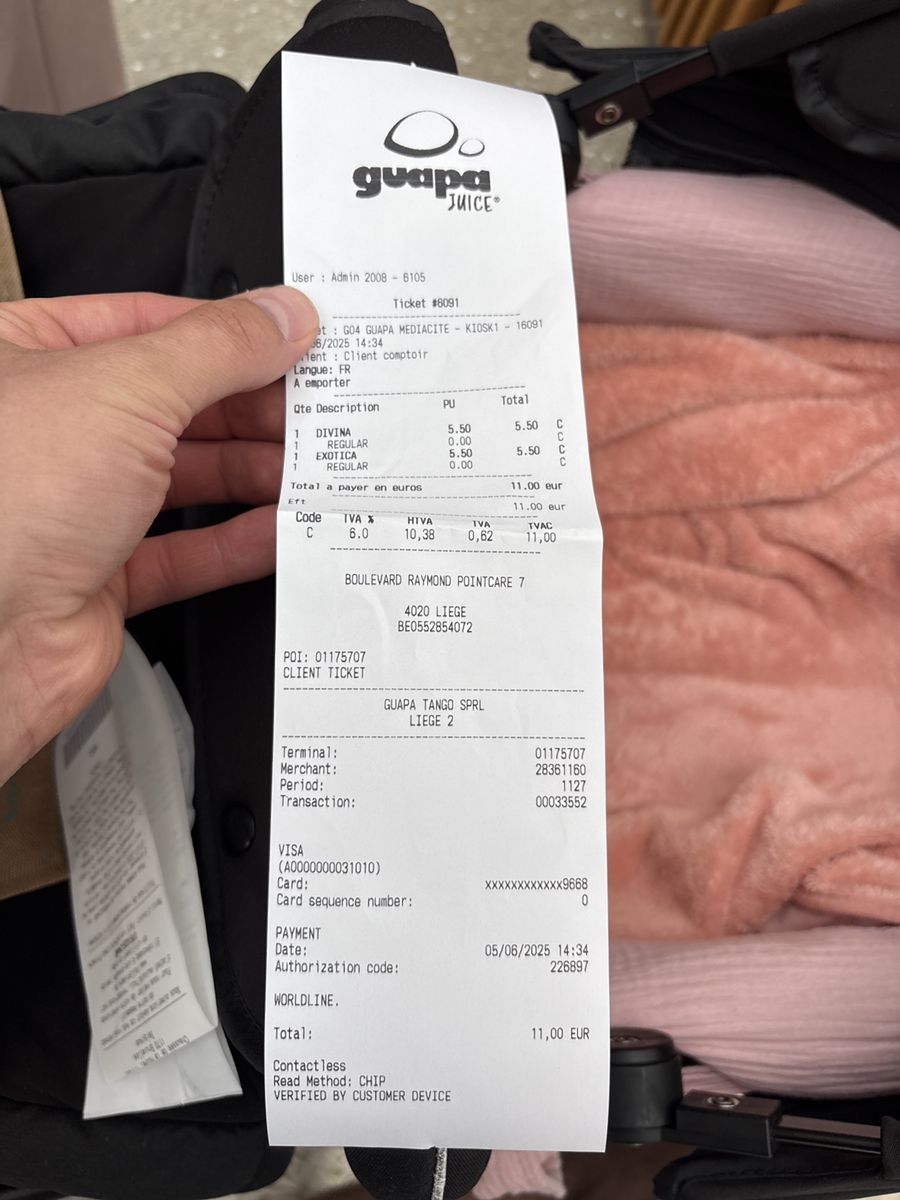 guapa
JUICE®
User : Admin 2008 - 6105
Ticket #6091
: G04 GUAPA MEDIACITE - KIOSK1 - 16091
/06/2025 14:34
: Client comptoir
Langue: FR
A emporter
Qte Description PU Total
1 DIVINA 5.50 5.50 C
1 REGULAR 0.00 C
1 EXOTICA 5.50 5.50 C
1 REGULAR 0.00 C
Total a payer en euros 11.00 eur
Eft 11.00 eur
Code TVA % HTVA TVA TVAC
C 6.0 10,38 0,62 11,00
BOULEVARD RAYMOND POINTCARE 7
4020 LIEGE
BE0552854072
POI: 01175707
CLIENT TICKET
GUAPA TANGO SPRL
LIEGE 2
Terminal: 01175707
Merchant: 28361160
Period: 1127
Transaction: 00033552
VISA
(A0000000031010)
Card: xxxxxxxxxxxx9668
Card sequence number: 0
PAYMENT
Date: 05/06/2025 14:34
Authorization code: 226897
WORLDLINE.
Total: 11,00 EUR
Contactless
Read Method: CHIP
VERIFIED BY CUSTOMER DEVICE